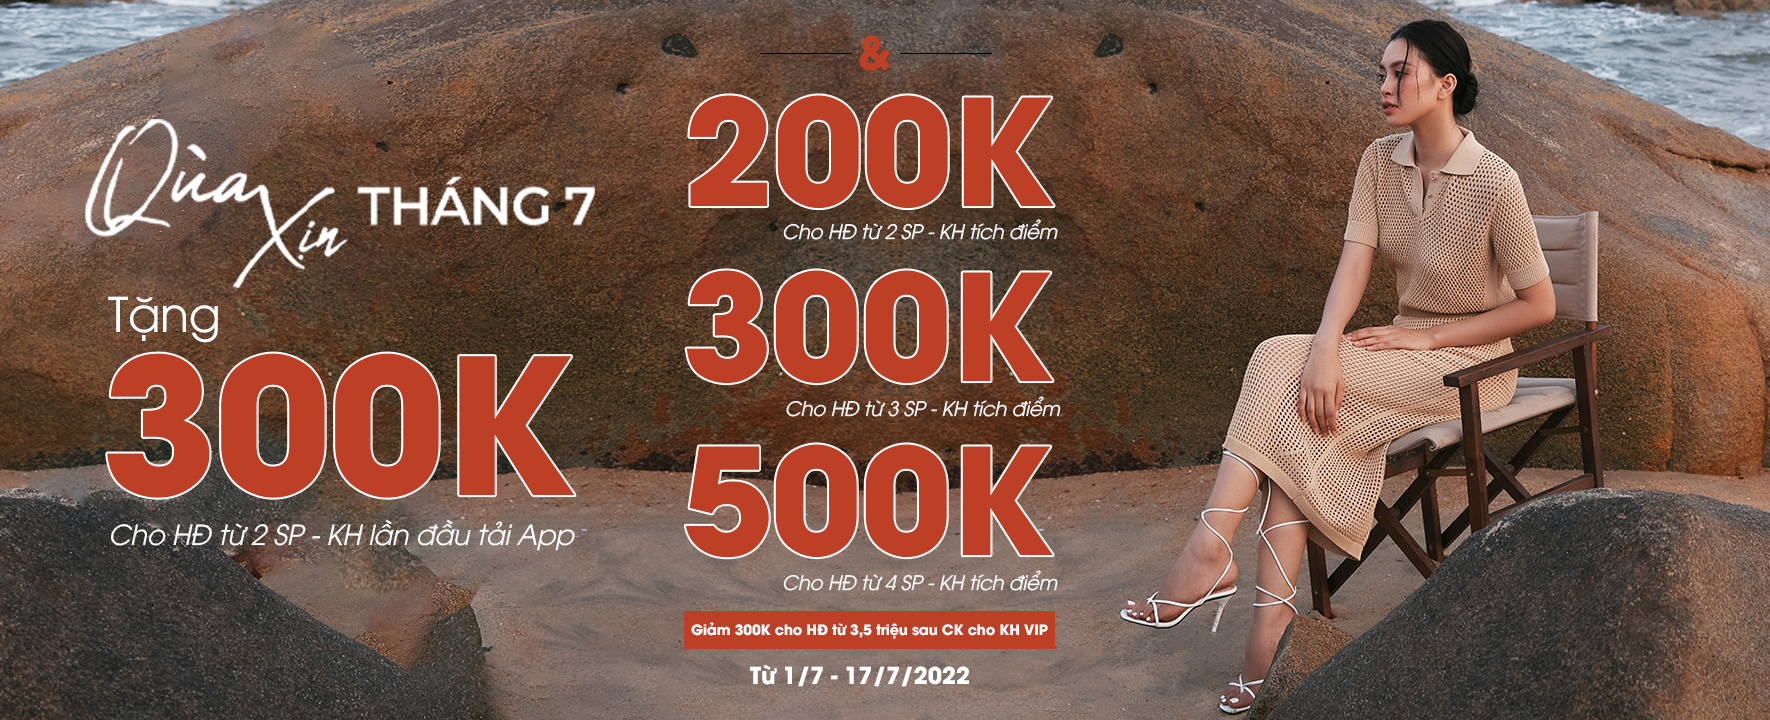 Qùa Xịn THÁNG 7
Tặng
300K
Cho HĐ từ 2 SP - KH lần đầu tải App
&
200K
Cho HĐ từ 2 SP - KH tích điểm
300K
Cho HĐ từ 3 SP - KH tích điểm
500K
Cho HĐ từ 4 SP - KH tích điểm
Giảm 300K cho HĐ từ 3,5 triệu sau CK cho KH VIP
Từ 1/7 - 17/7/2022